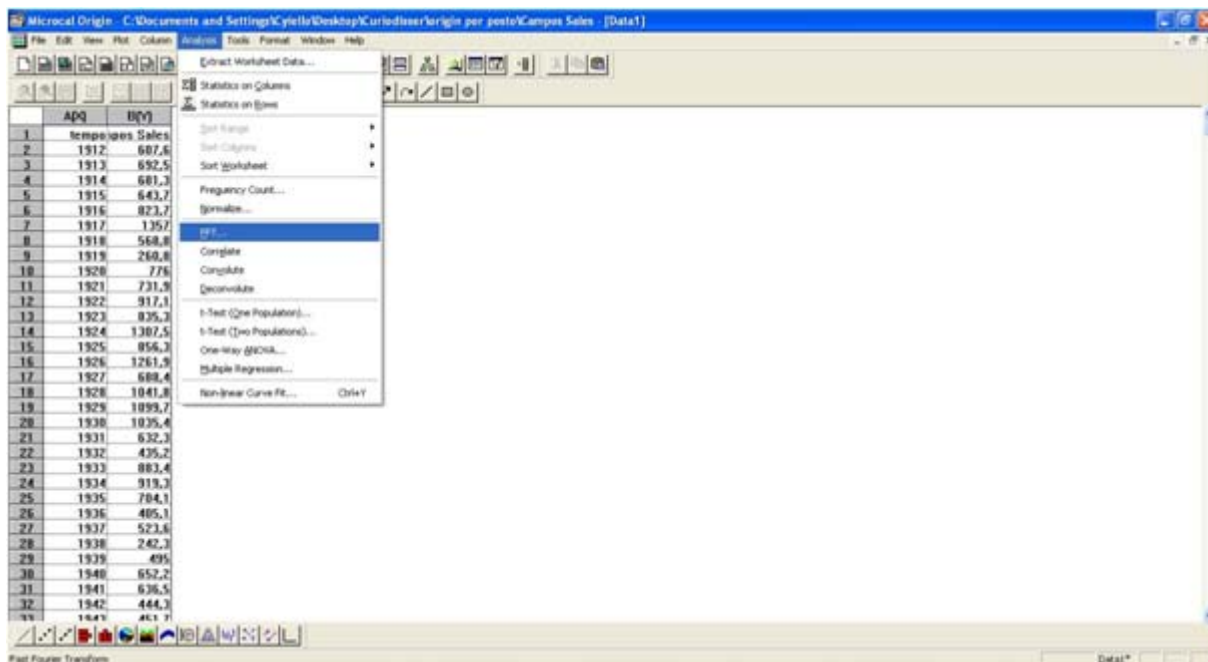 Microcal Origin - C:\Documents and Settings\Cyiello\Desktop\Curiodisser\origin per posto\Campos Sales - [Data1]
File Edit View Plot Column Analysis Tools Format Window Help
Extract Worksheet Data...
Statistics on Columns
Statistics on Rows
Sort Range
Sort Columns
Sort Worksheet
Frequency Count...
Normalize...
FFT...
Correlate
Convolute
Deconvolute
t-Test (One Population)...
t-Test (Two Populations)...
One-Way ANOVA...
Multiple Regression...
Non-linear Curve Fit... Ctrl+Y
A[X] B[Y]
1 tempo pos Sales
2 1912 607,6
3 1913 692,5
4 1914 681,3
5 1915 643,7
6 1916 823,7
7 1917 1357
8 1918 568,8
9 1919 260,8
10 1920 776
11 1921 731,9
12 1922 917,1
13 1923 835,3
14 1924 1307,5
15 1925 856,3
16 1926 1261,9
17 1927 688,4
18 1928 1041,8
19 1929 1099,7
20 1930 1035,4
21 1931 632,3
22 1932 435,2
23 1933 883,4
24 1934 919,3
25 1935 704,1
26 1936 405,1
27 1937 523,6
28 1938 242,3
29 1939 495
30 1940 652,2
31 1941 636,5
32 1942 444,3
33 1943 451,7
Fast Fourier Transform
Data1*